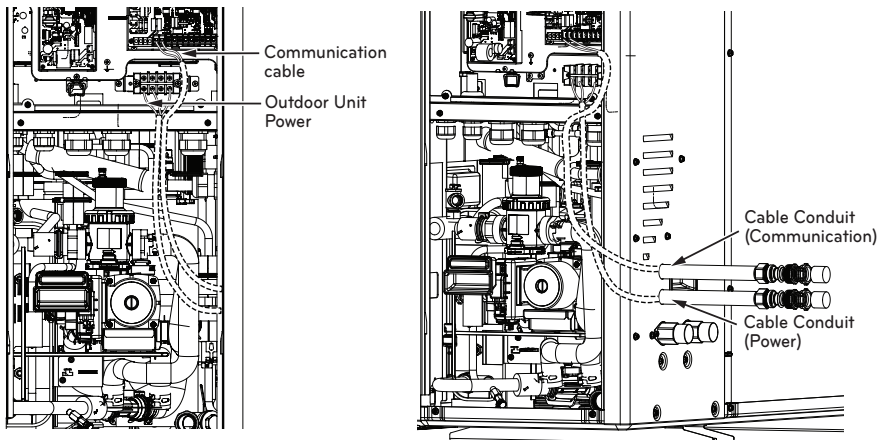 Communication
cable
Outdoor Unit
Power
Cable Conduit
(Communication)
Cable Conduit
(Power)